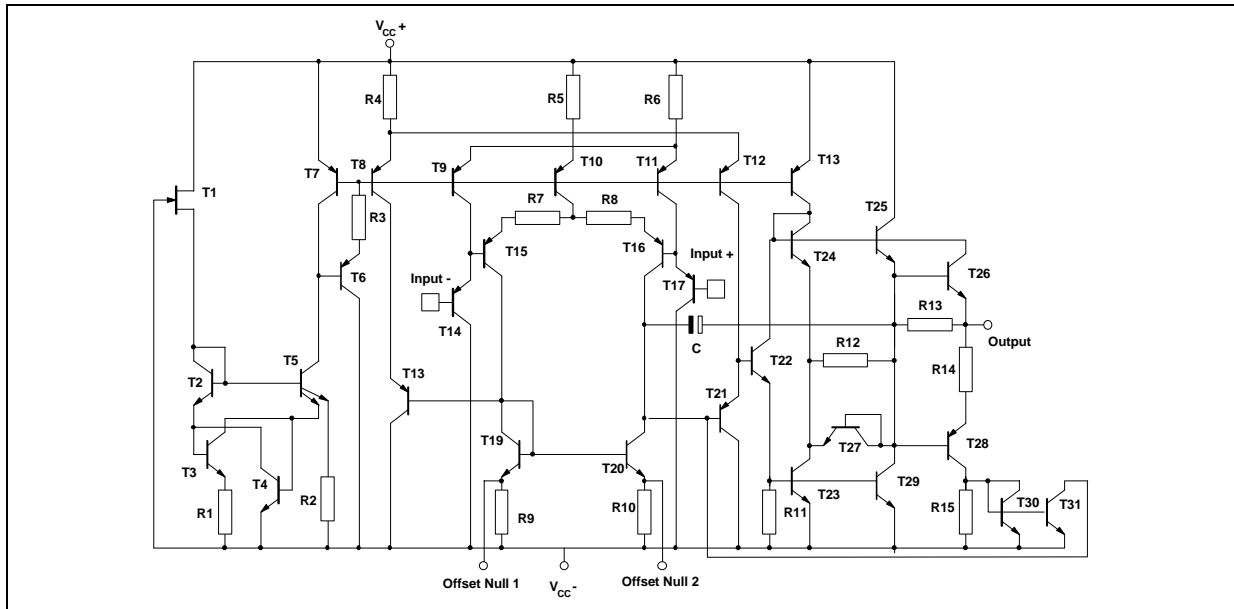 V CC +
R4
R5
R6
T8
T9
T10
T11
T12
T13
T7
T1
R7
R8
T25
R3
T15
T16
Input +
T24
T26
T6
Input -
T17
R13
T14
Output
C
R12
T22
R14
T2
T5
T13
T21
T19
T27
T28
T3
T4
T20
T23
T29
R2
R1
R9
R10
R11
R15
T30
T31
Offset Null 1
V CC -
Offset Null 2